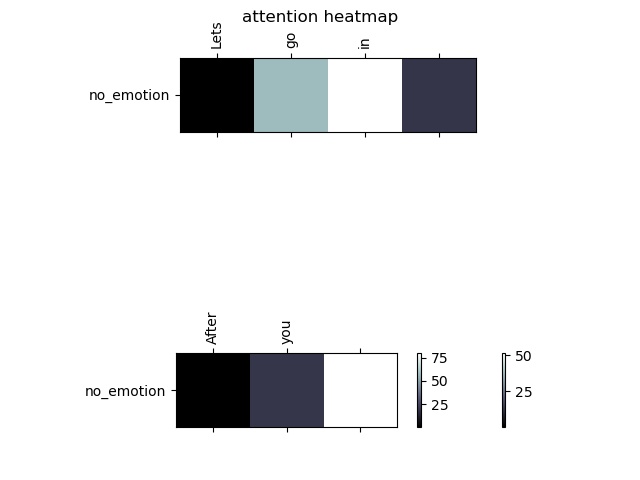 attention heatmap
Lets go in
no_emotion
After you
no_emotion
75
50
25
50
25